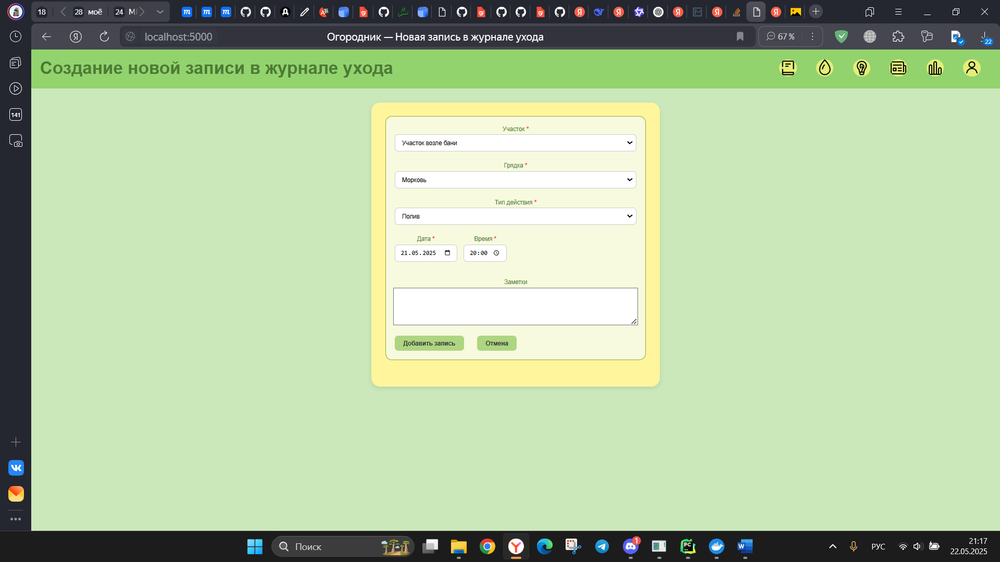 18 28 моё 24
localhost:5000 Огородник — Новая запись в журнале ухода 67 % 22
Создание новой записи в журнале ухода
141
Участок *
Участок возле бани
Грядка *
Морковь
Тип действия *
Полив
Дата * Время *
21.05.2025 20:00
Заметки
Добавить запись Отмена
Поиск 1 РУС 21:17
22.05.2025